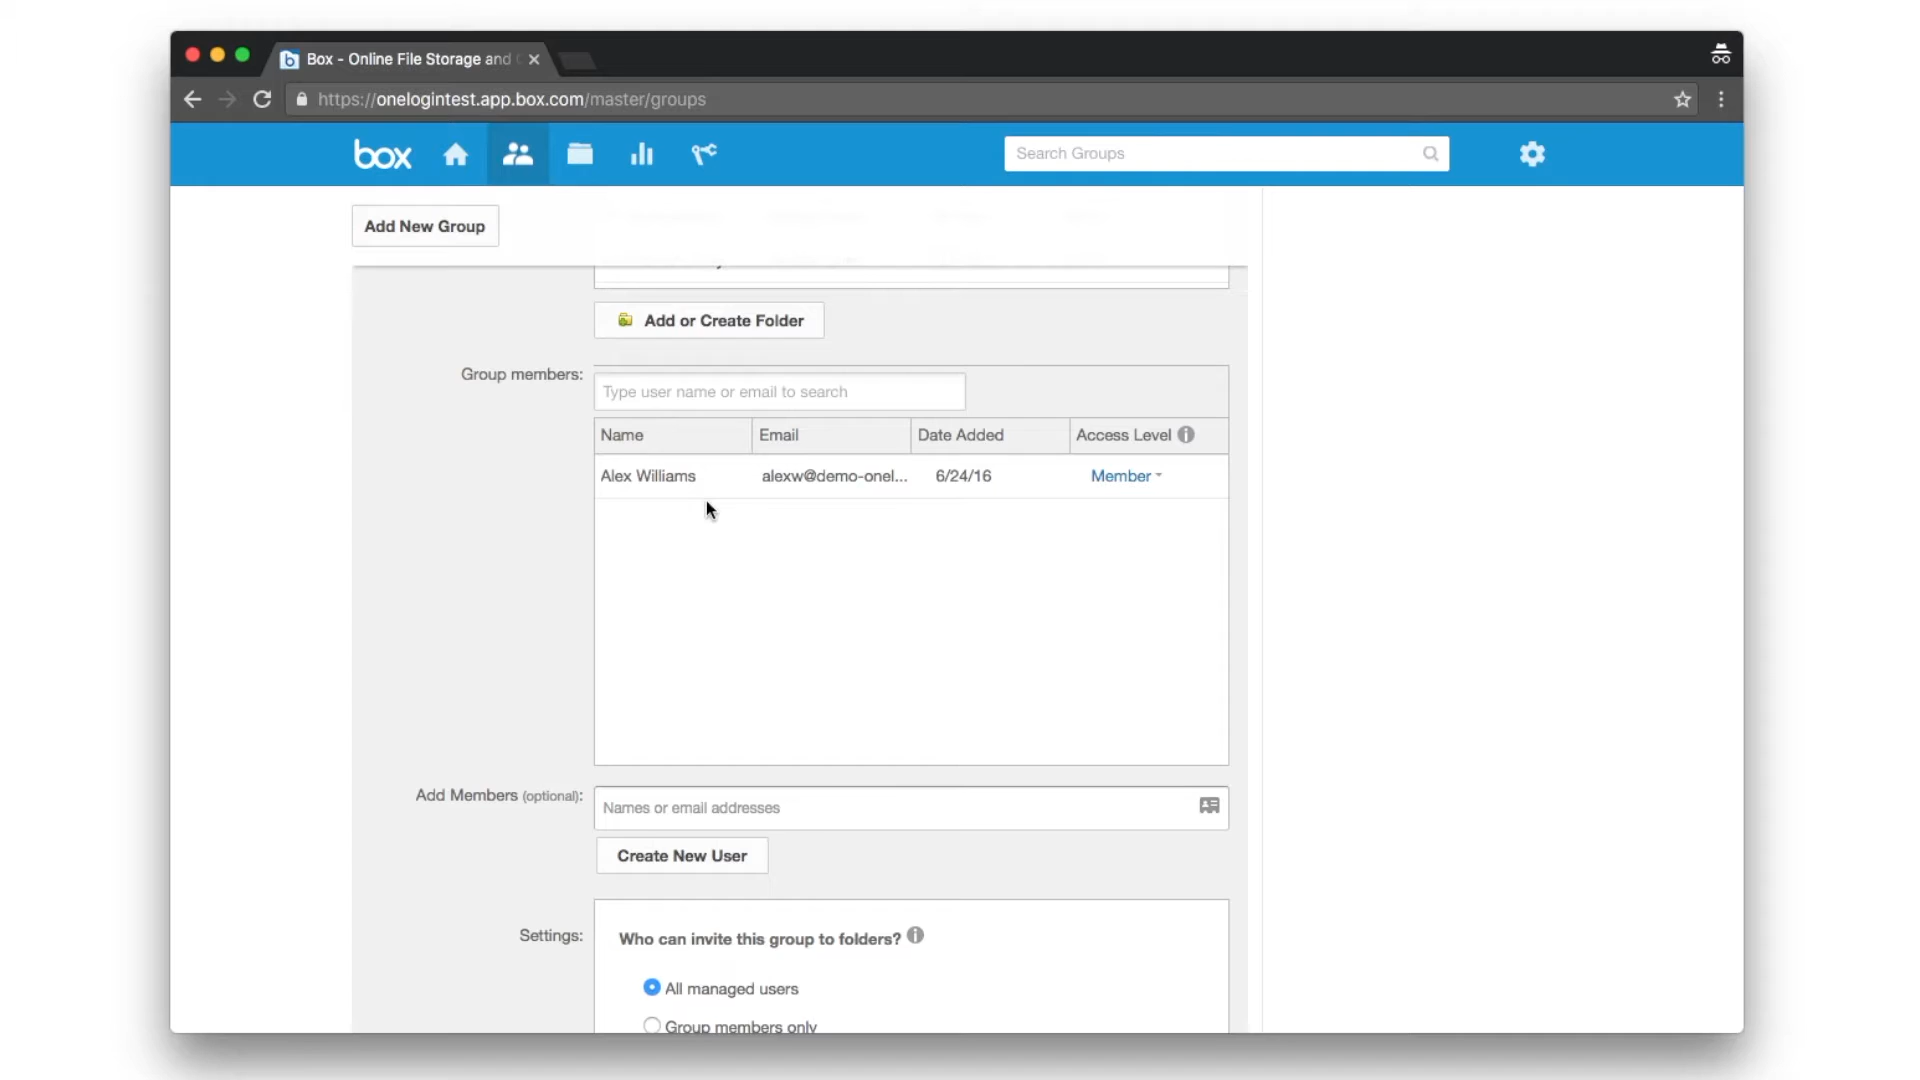 Box - Online File Storage and
https://onelogintest.app.box.com/master/groups
box
Search Groups
Add New Group
Add or Create Folder
Group members:
Type user name or email to search
Name Email Date Added Access Level
Alex Williams alexw@demo-onel... 6/24/16 Member
Add Members (optional):
Names or email addresses
Create New User
Settings:
Who can invite this group to folders?
All managed users
Group members only